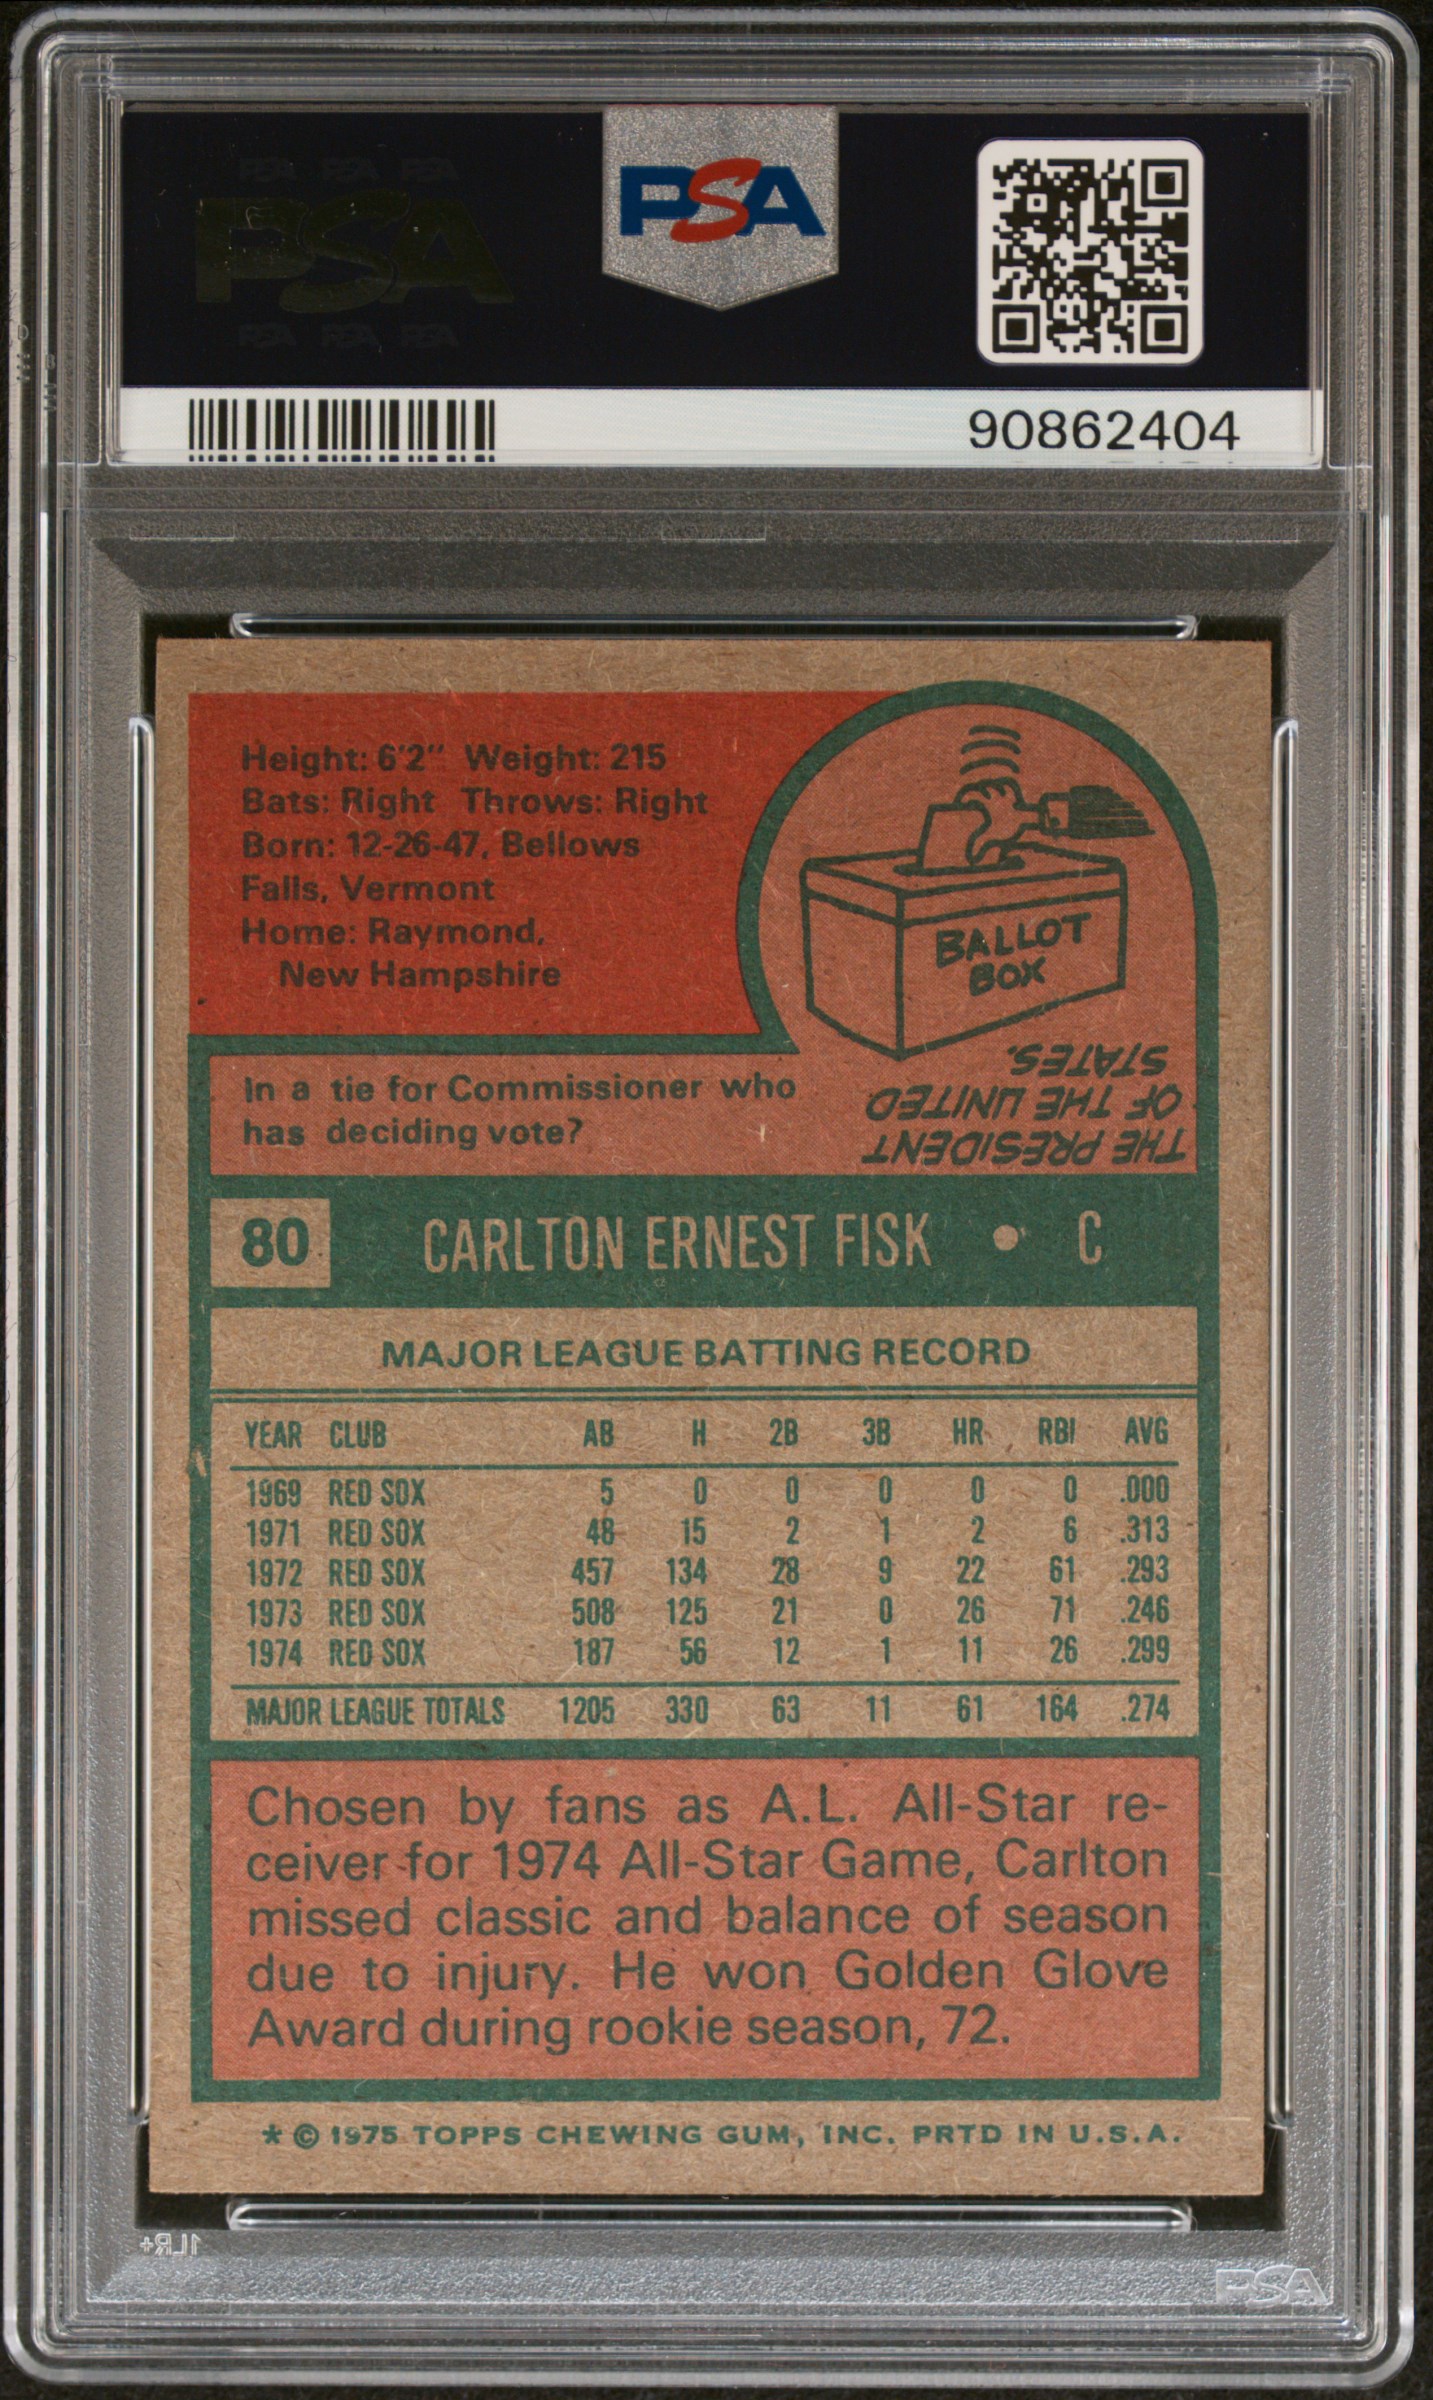 PSA PSA PSA
PSA
PSA PSA PSA
PSA
90862404
Height: 6'2" Weight: 215
Bats: Right Throws: Right
Born: 12-26-47, Bellows
Falls, Vermont
Home: Raymond,
New Hampshire
BALLOT
BOX
In a tie for Commissioner who
has deciding vote?
THE PRESIDENT
OF THE UNITED
STATES.
80 CARLTON ERNEST FISK • C
MAJOR LEAGUE BATTING RECORD
YEAR CLUB AB H 2B 3B HR RBI AVG
1969 RED SOX 5 0 0 0 0 0 .000
1971 RED SOX 48 15 2 1 2 6 .313
1972 RED SOX 457 134 28 9 22 61 .293
1973 RED SOX 508 125 21 0 26 71 .246
1974 RED SOX 187 56 12 1 11 26 .299
MAJOR LEAGUE TOTALS 1205 330 63 11 61 164 .274
Chosen by fans as A.L. All-Star re-
ceiver for 1974 All-Star Game, Carlton
missed classic and balance of season
due to injury. He won Golden Glove
Award during rookie season, 72.
* © 1975 TOPPS CHEWING GUM, INC. PRTD IN U.S.A.
1LR+
PSA